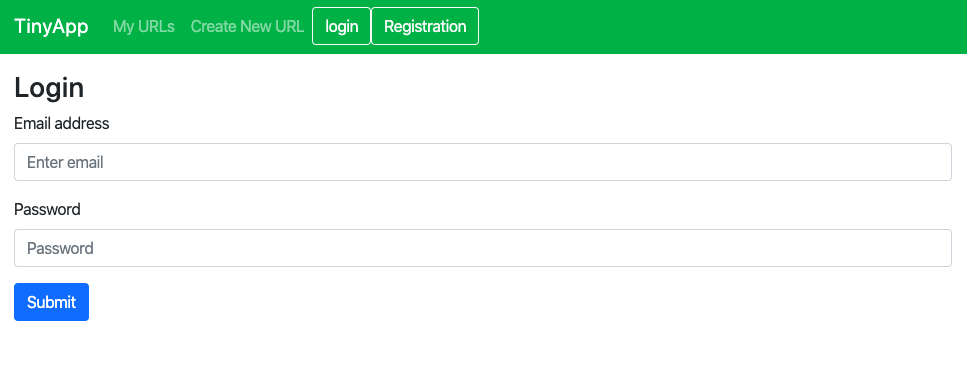 TinyApp My URLs Create New URL login Registration
Login
Email address
Enter email
Password
Password
Submit